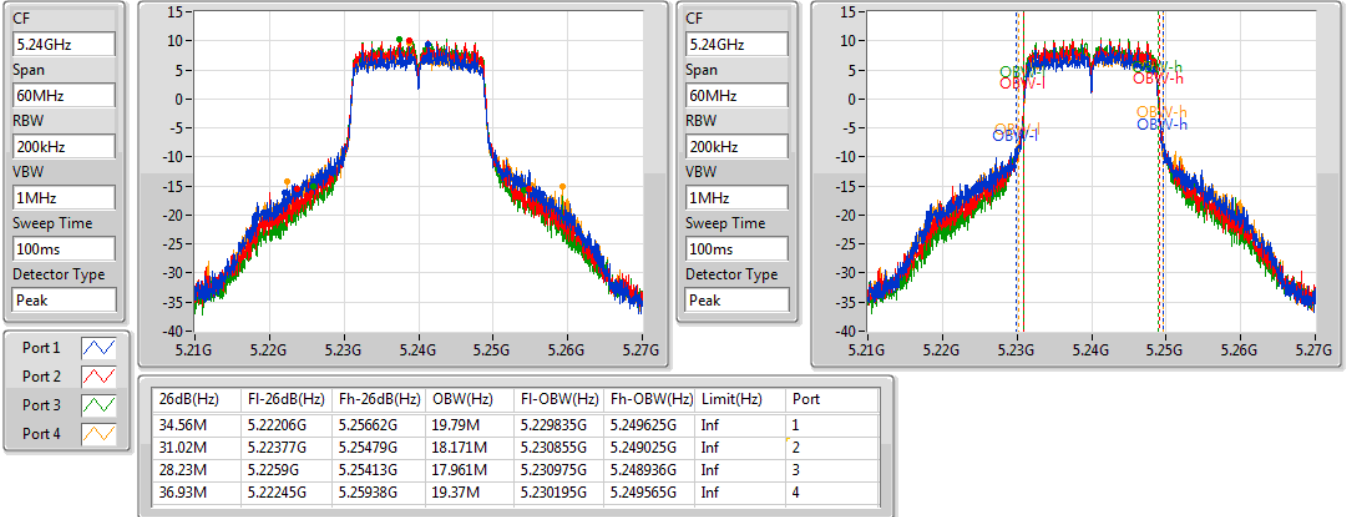 CF
5.24GHz
Span
60MHz
RBW
200kHz
VBW
1MHz
Sweep Time
100ms
Detector Type
Peak
15
10
5
0
-5
-10
-15
-20
-25
-30
-35
-40
5.21G 5.22G 5.23G 5.24G 5.25G 5.26G 5.27G
CF
5.24GHz
Span
60MHz
RBW
200kHz
VBW
1MHz
Sweep Time
100ms
Detector Type
Peak
15
10
5
0
-5
-10
-15
-20
-25
-30
-35
-40
OBW-l OBW-h
OBW-l OBW-h
OBW-l OBW-h
OBW-l OBW-h
5.21G 5.22G 5.23G 5.24G 5.25G 5.26G 5.27G
Port 1
Port 2
Port 3
Port 4
26dB(Hz) Fl-26dB(Hz) Fh-26dB(Hz) OBW(Hz) Fl-OBW(Hz) Fh-OBW(Hz) Limit(Hz) Port
34.56M 5.22206G 5.25662G 19.79M 5.229835G 5.249625G Inf 1
31.02M 5.22377G 5.25479G 18.171M 5.230855G 5.249025G Inf 2
28.23M 5.2259G 5.25413G 17.961M 5.230975G 5.248936G Inf 3
36.93M 5.22245G 5.25938G 19.37M 5.230195G 5.249565G Inf 4